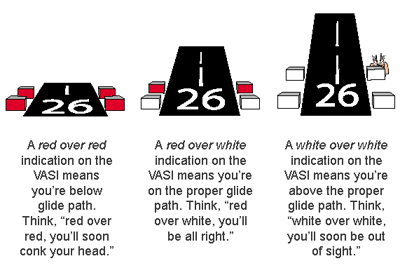 26
26
26
A red over red
indication on the
VASI means
you're below
glide path.
Think, “red over
red, you'll soon
conk your head.”
A red over white
indication on the
VASI means you're
on the proper glide
path. Think, “red
over white, you'll
be all right.”
A white over white
indication on the
VASI means you're
above the proper
glide path. Think,
“white over white,
you'll soon be out
of sight.”